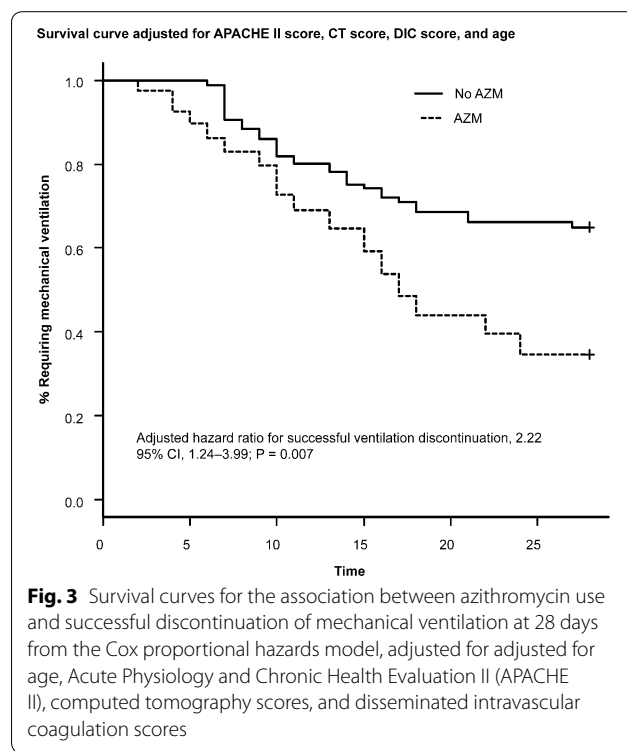 Survival curve adjusted for APACHE II score, CT score, DIC score, and age
No AZM
AZM
% Requiring mechanical ventilation
1.0
0.8
0.6
0.4
0.2
0.0
Adjusted hazard ratio for successful ventilation discontinuation, 2.22
95% CI, 1.24–3.99; P = 0.007
0 5 10 15 20 25
Time
Fig. 3 Survival curves for the association between azithromycin use
and successful discontinuation of mechanical ventilation at 28 days
from the Cox proportional hazards model, adjusted for adjusted for
age, Acute Physiology and Chronic Health Evaluation II (APACHE
II), computed tomography scores, and disseminated intravascular
coagulation scores